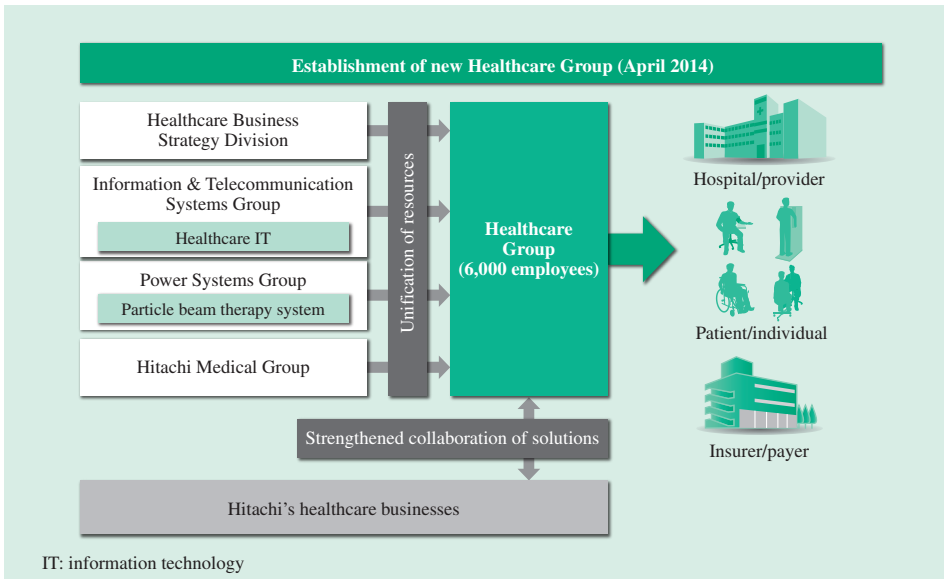 Establishment of new Healthcare Group (April 2014)
Healthcare Business
Strategy Division
Information & Telecommunication
Systems Group
Healthcare IT
Power Systems Group
Particle beam therapy system
Hitachi Medical Group
Unification of resources
Healthcare
Group
(6,000 employees)
Hospital/provider
Patient/individual
Insurer/payer
Strengthened collaboration of solutions
Hitachi’s healthcare businesses
IT: information technology